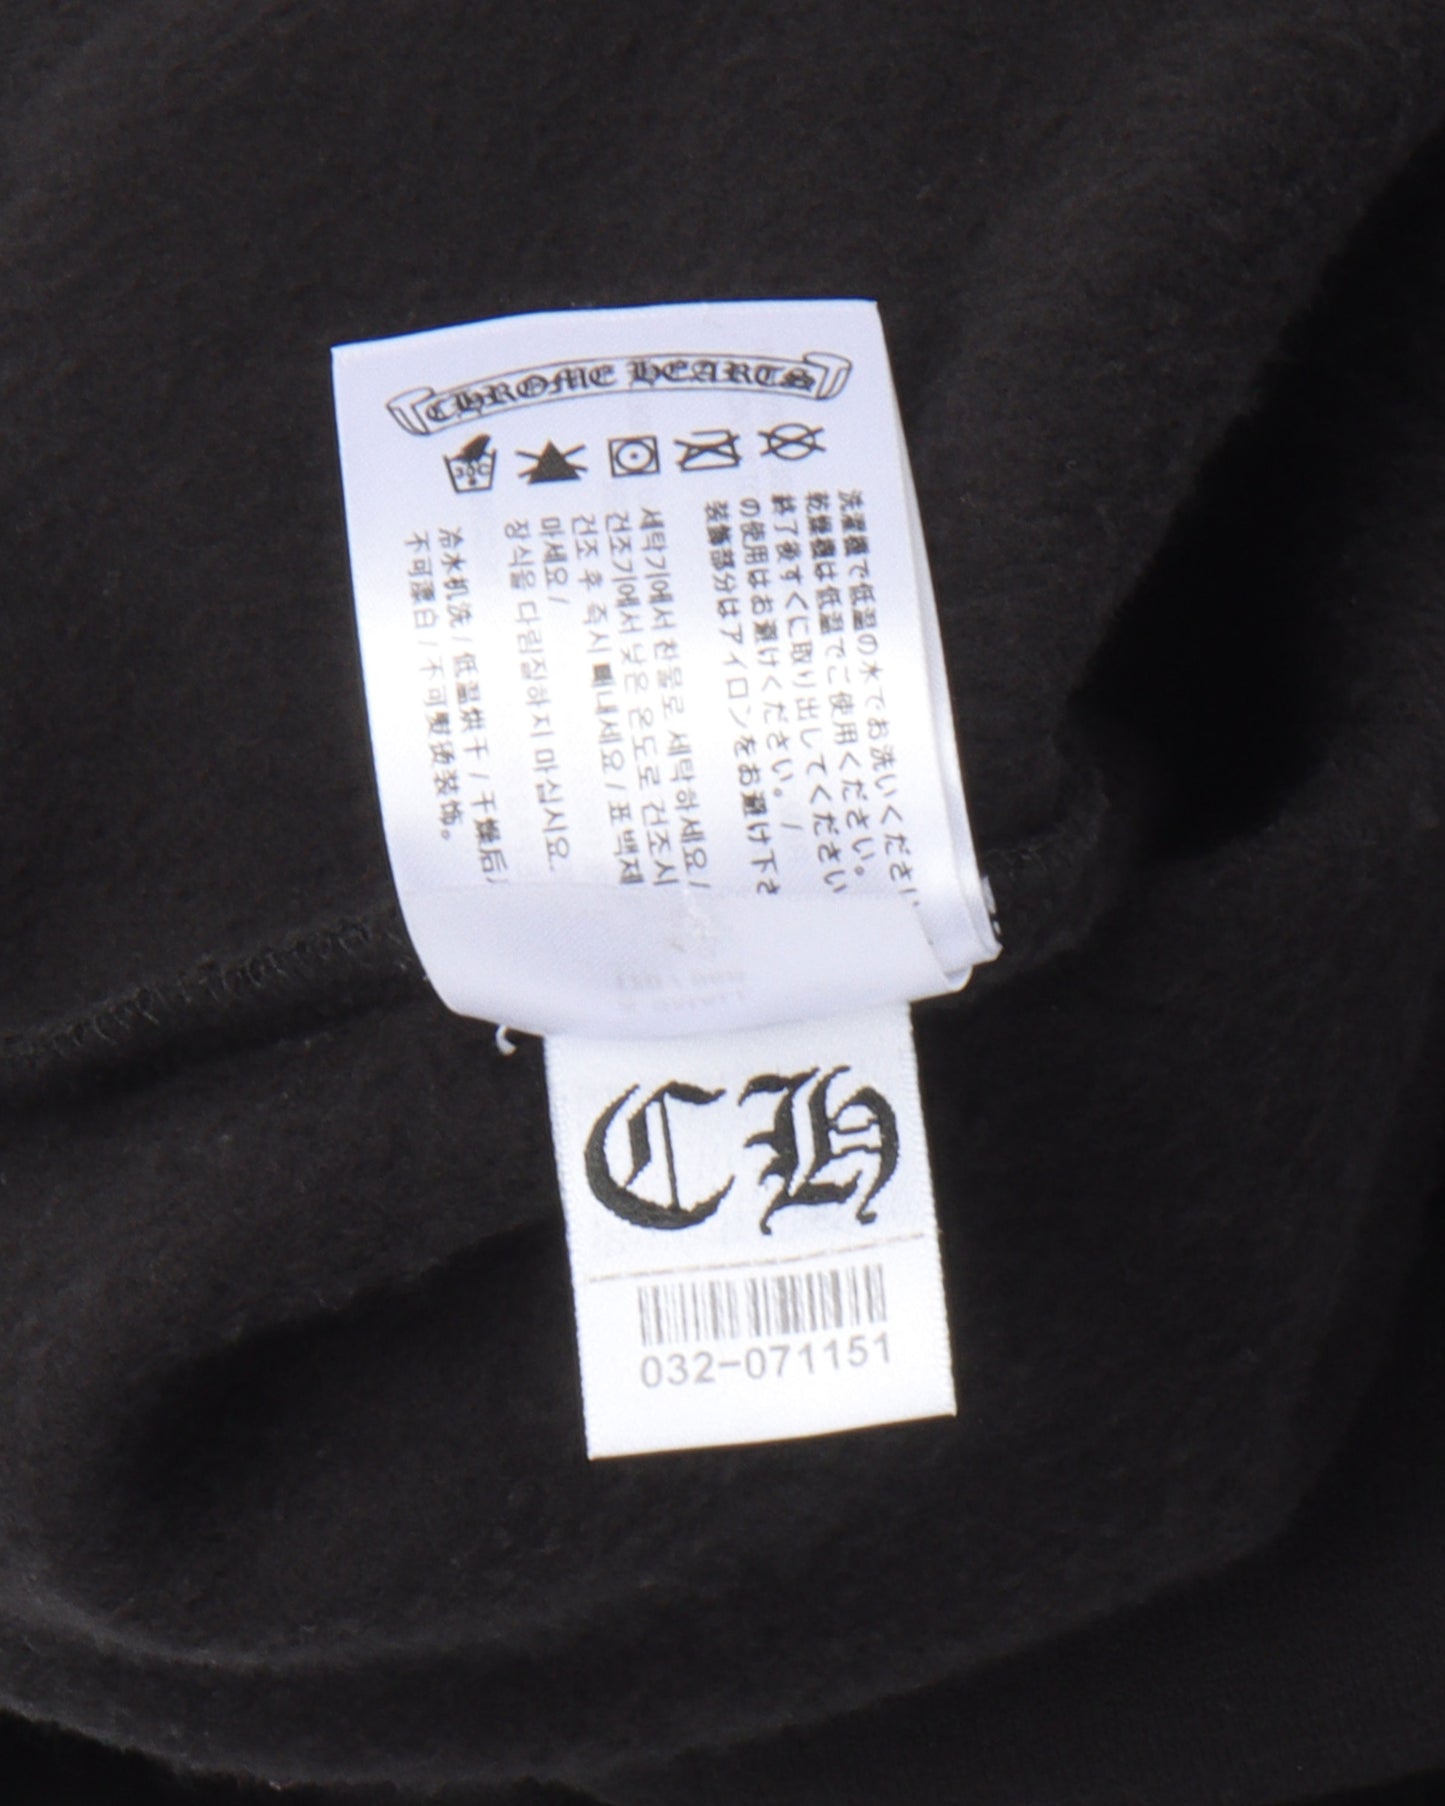 CHROME HEARTS
30C
洗濯機で低温の水でお洗いくださ
乾燥機は低温でご使用ください。
終了後すぐに取り出してください
の使用はお避けください。/
装飾部分はアイロンをお避け下さ
세탁기에서 찬물로 세탁하세요/
건조기에서 낮은 온도로 건조시
건조 후 즉시 빼내세요/표백제
마세요/
장식을 다림질하지 마십시오.
冷水机洗/低温烘干/干燥后
不可漂白/不可熨烫装饰。
CH
032-071151